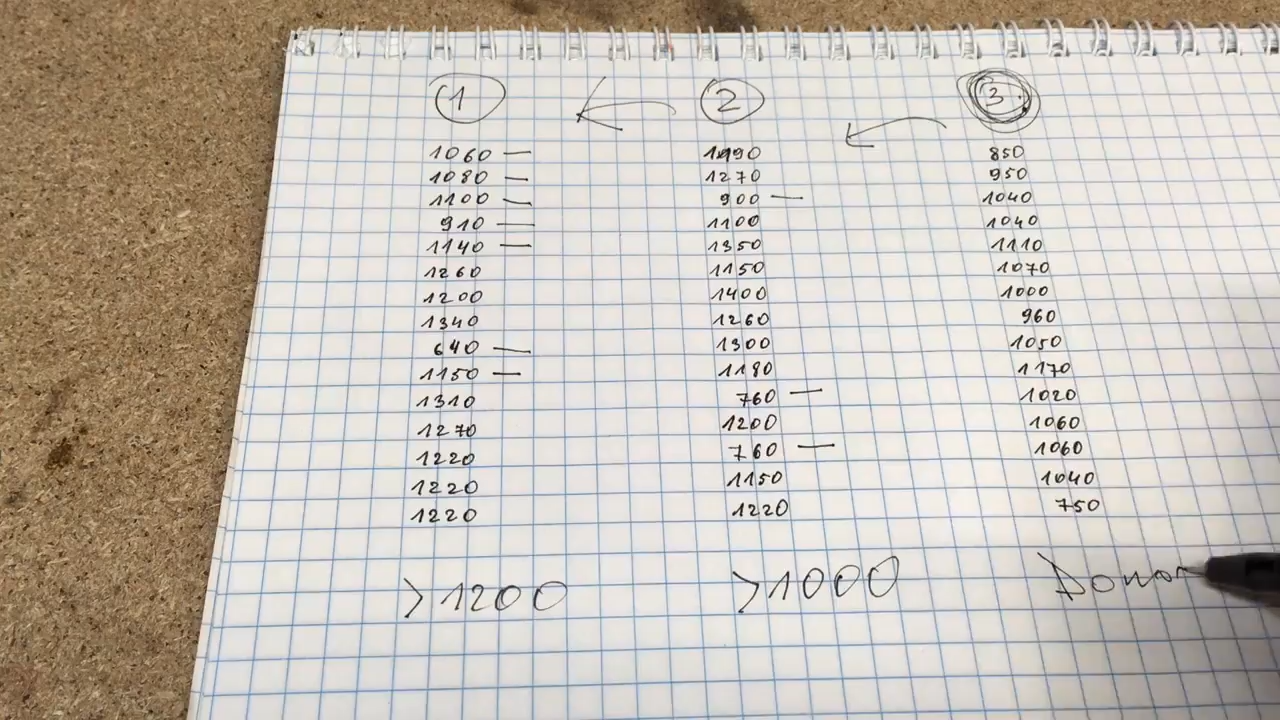 1 2 3
1060 — 1190 850
1080 — 1270 950
1100 — 900 — 1040
910 — 1100 1040
1140 — 1350 1110
1260 1150 1070
1200 1400 1000
1340 1260 960
640 — 1300 1050
1150 — 1180 1170
1310 760 — 1020
1270 1200 1060
1220 760 — 1060
1220 1150 1040
1220 1220 750
>1200 >1000 Donor